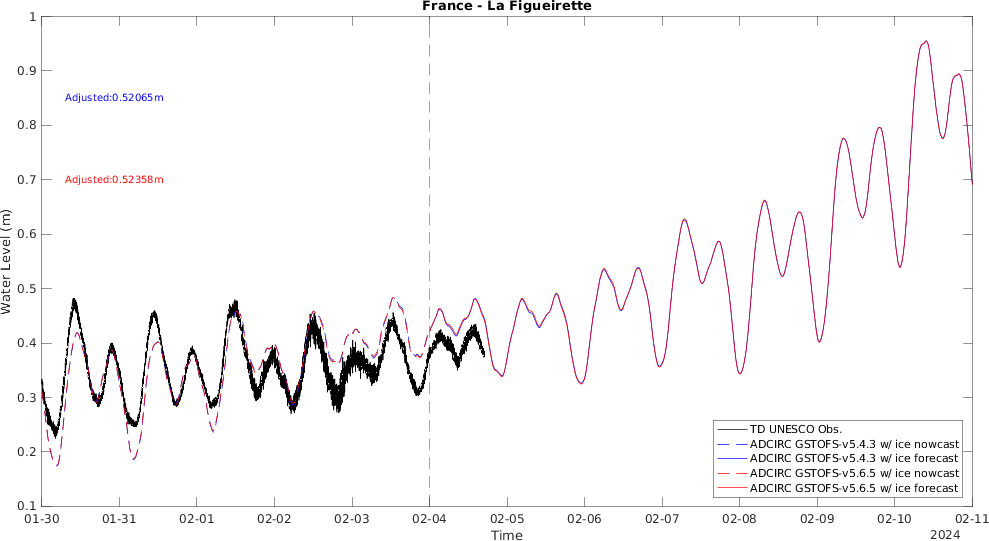 France - La Figueirette
Water Level (m)
1
0.9
0.8
0.7
0.6
0.5
0.4
0.3
0.2
0.1
Adjusted:0.52065m
Adjusted:0.52358m
TD UNESCO Obs.
ADCIRC GSTOFS-v5.4.3 w/ ice nowcast
ADCIRC GSTOFS-v5.4.3 w/ ice forecast
ADCIRC GSTOFS-v5.6.5 w/ ice nowcast
ADCIRC GSTOFS-v5.6.5 w/ ice forecast
01-30 01-31 02-01 02-02 02-03 02-04 02-05 02-06 02-07 02-08 02-09 02-10 02-11
Time
2024